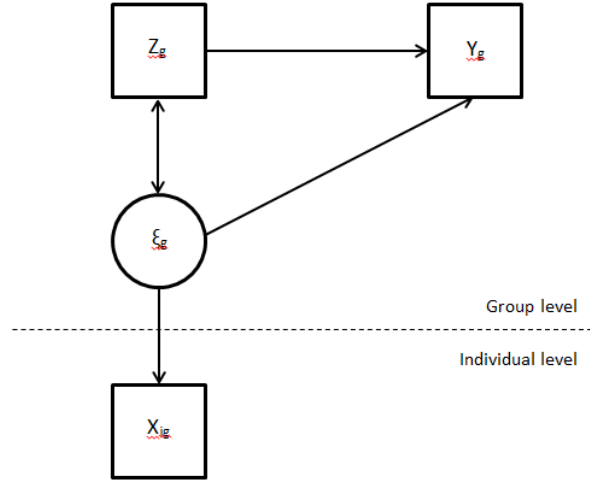 Zg
Yg
ξg
Group level
Individual level
Xig